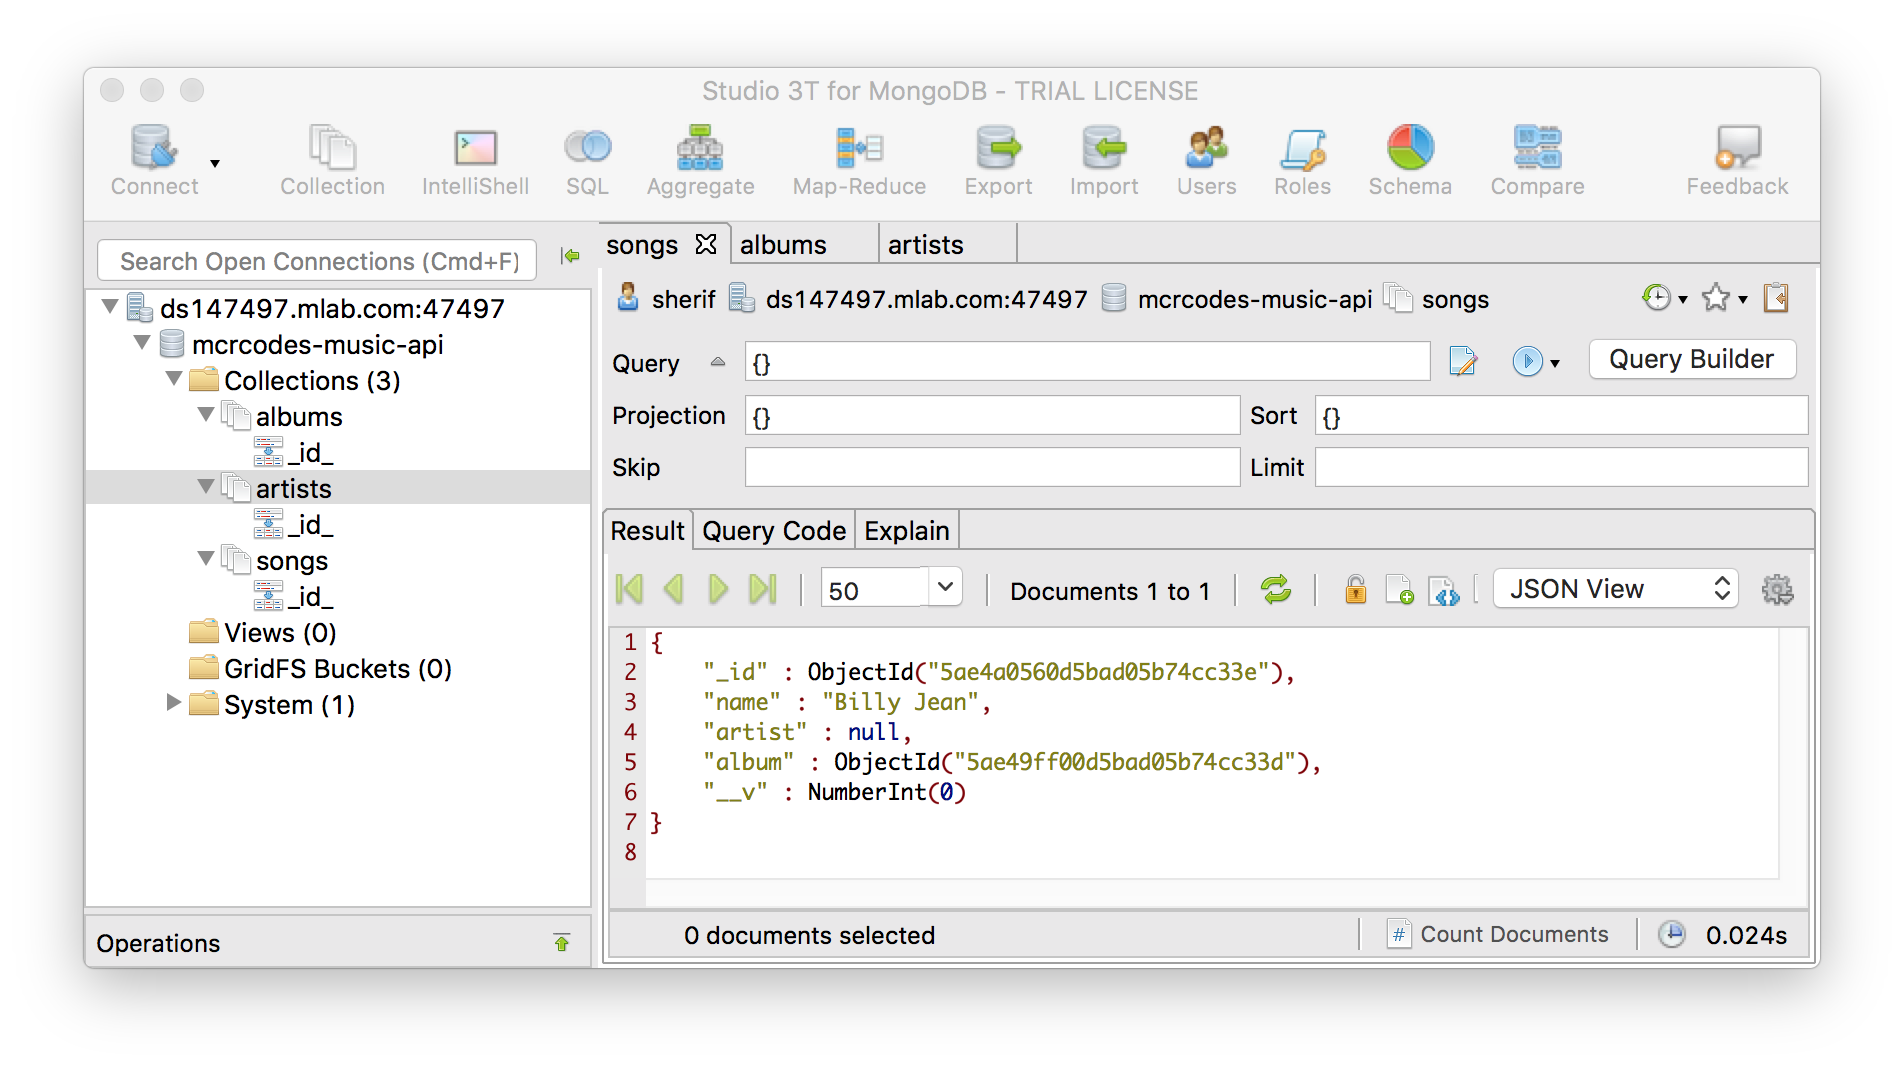 Studio 3T for MongoDB - TRIAL LICENSE
Connect Collection IntelliShell SQL Aggregate Map-Reduce Export Import Users Roles Schema Compare Feedback
Search Open Connections (Cmd+F)
ds147497.mlab.com:47497
mcrcodes-music-api
Collections (3)
albums
_id_
artists
_id_
songs
_id_
Views (0)
GridFS Buckets (0)
System (1)
Operations
songs albums artists
sherif ds147497.mlab.com:47497 mcrcodes-music-api songs
Query {} Query Builder
Projection {} Sort {}
Skip Limit
Result Query Code Explain
50 Documents 1 to 1 JSON View
1 {
2 "_id" : ObjectId("5ae4a0560d5bad05b74cc33e"),
3 "name" : "Billy Jean",
4 "artist" : null,
5 "album" : ObjectId("5ae49ff00d5bad05b74cc33d"),
6 "__v" : NumberInt(0)
7 }
8
0 documents selected # Count Documents 0.024s